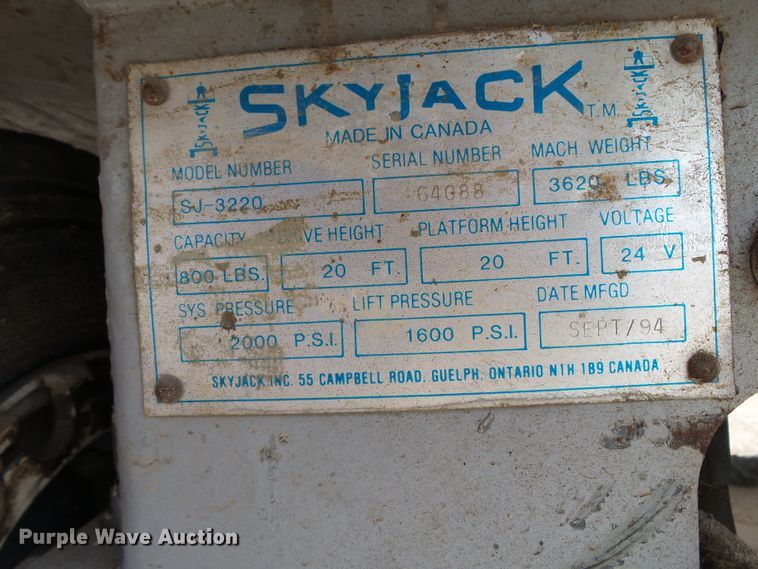 SKYJACK T.M.
SKYJACK
SKYJACK
MADE IN CANADA
MODEL NUMBER SERIAL NUMBER MACH WEIGHT
SJ-3220 64088 3620 LBS.
CAPACITY HEIGHT PLATFORM HEIGHT VOLTAGE
800 LBS. 20 FT. 20 FT. 24 V
SYS PRESSURE LIFT PRESSURE DATE MFGD
2000 P.S.I. 1600 P.S.I. SEPT/94
SKYJACK INC. 55 CAMPBELL ROAD, GUELPH, ONTARIO N1H 1B9 CANADA
Purple Wave Auction